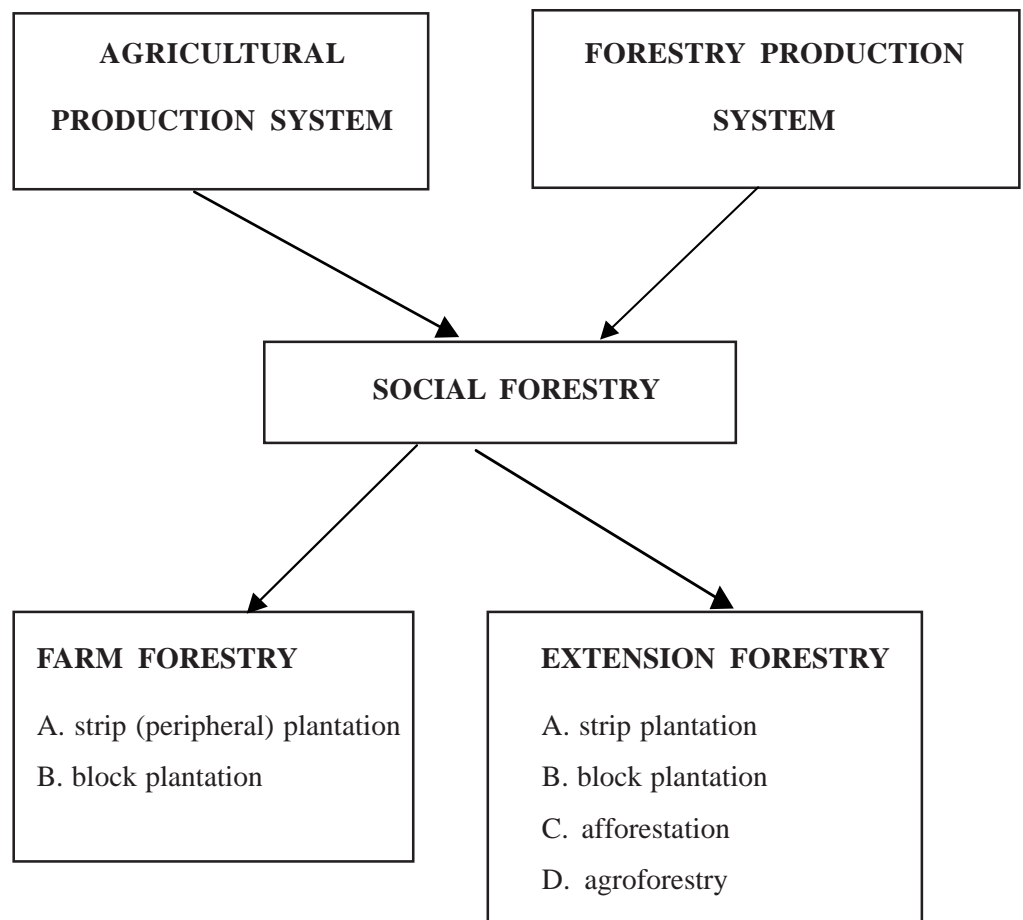 AGRICULTURAL
PRODUCTION SYSTEM
FORESTRY PRODUCTION
SYSTEM
SOCIAL FORESTRY
FARM FORESTRY
A. strip (peripheral) plantation
B. block plantation
EXTENSION FORESTRY
A. strip plantation
B. block plantation
C. afforestation
D. agroforestry